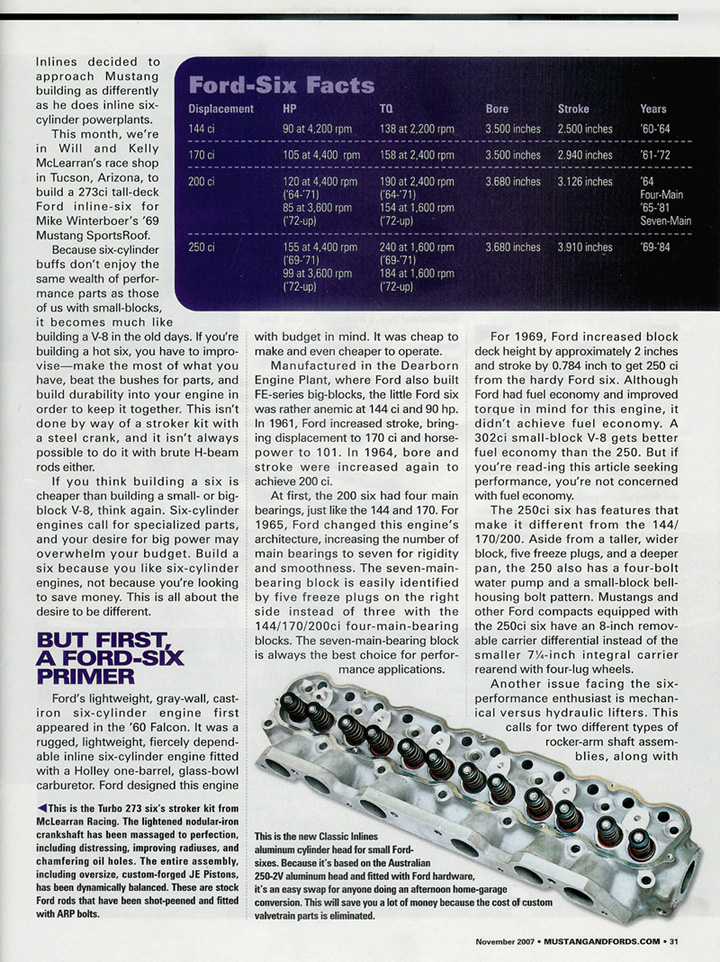 Inlines decided to
approach Mustang
building as differently
as he does inline six-
cylinder powerplants.
This month, we're
in Will and Kelly
McLearran's race shop
in Tucson, Arizona, to
build a 273ci tall-deck
Ford inline-six for
Mike Winterboer's '69
Mustang SportsRoof.
Because six-cylinder
buffs don't enjoy the
same wealth of perfor-
mance parts as those
of us with small-blocks,
it becomes much like
building a V-8 in the old days. If you're
building a hot six, you have to impro-
vise—make the most of what you
have, beat the bushes for parts, and
build durability into your engine in
order to keep it together. This isn't
done by way of a stroker kit with
a steel crank, and it isn't always
possible to do it with brute H-beam
rods either.
If you think building a six is
cheaper than building a small- or big-
block V-8, think again. Six-cylinder
engines call for specialized parts,
and your desire for big power may
overwhelm your budget. Build a
six because you like six-cylinder
engines, not because you're looking
to save money. This is all about the
desire to be different.
BUT FIRST,
A FORD-SIX
PRIMER
Ford's lightweight, gray-wall, cast-
iron six-cylinder engine first
appeared in the '60 Falcon. It was a
rugged, lightweight, fiercely depend-
able inline six-cylinder engine fitted
with a Holley one-barrel, glass-bowl
carburetor. Ford designed this engine
◀This is the Turbo 273 six's stroker kit from
McLearran Racing. The lightened nodular-iron
crankshaft has been massaged to perfection,
including distressing, improving radiuses, and
chamfering oil holes. The entire assembly,
including oversize, custom-forged JE Pistons,
has been dynamically balanced. These are stock
Ford rods that have been shot-peened and fitted
with ARP bolts.
Ford-Six Facts
Displacement HP TQ Bore Stroke Years
144 ci 90 at 4,200 rpm 138 at 2,200 rpm 3.500 inches 2.500 inches '60-'64
170 ci 105 at 4,400 rpm 158 at 2,400 rpm 3.500 inches 2.940 inches '61-'72
200 ci 120 at 4,400 rpm 190 at 2,400 rpm 3.680 inches 3.126 inches '64
('64-'71) ('64-'71) Four-Main
85 at 3,600 rpm 154 at 1,600 rpm '65-'81
('72-up) ('72-up) Seven-Main
250 ci 155 at 4,400 rpm 240 at 1,600 rpm 3.680 inches 3.910 inches '69-'84
('69-'71) ('69-'71)
99 at 3,600 rpm 184 at 1,600 rpm
('72-up) ('72-up)
with budget in mind. It was cheap to
make and even cheaper to operate.
Manufactured in the Dearborn
Engine Plant, where Ford also built
FE-series big-blocks, the little Ford six
was rather anemic at 144 ci and 90 hp.
In 1961, Ford increased stroke, bring-
ing displacement to 170 ci and horse-
power to 101. In 1964, bore and
stroke were increased again to
achieve 200 ci.
At first, the 200 six had four main
bearings, just like the 144 and 170. For
1965, Ford changed this engine's
architecture, increasing the number of
main bearings to seven for rigidity
and smoothness. The seven-main-
bearing block is easily identified
by five freeze plugs on the right
side instead of three with the
144/170/200ci four-main-bearing
blocks. The seven-main-bearing block
is always the best choice for perfor-
mance applications.
This is the new Classic Inlines
aluminum cylinder head for small Ford-
sixes. Because it's based on the Australian
250-2V aluminum head and fitted with Ford hardware,
it's an easy swap for anyone doing an afternoon home-garage
conversion. This will save you a lot of money because the cost of custom
valvetrain parts is eliminated.
For 1969, Ford increased block
deck height by approximately 2 inches
and stroke by 0.784 inch to get 250 ci
from the hardy Ford six. Although
Ford had fuel economy and improved
torque in mind for this engine, it
didn't achieve fuel economy. A
302ci small-block V-8 gets better
fuel economy than the 250. But if
you're read-ing this article seeking
performance, you're not concerned
with fuel economy.
The 250ci six has features that
make it different from the 144/
170/200. Aside from a taller, wider
block, five freeze plugs, and a deeper
pan, the 250 also has a four-bolt
water pump and a small-block bell-
housing bolt pattern. Mustangs and
other Ford compacts equipped with
the 250ci six have an 8-inch remov-
able carrier differential instead of the
smaller 7¼-inch integral carrier
rearend with four-lug wheels.
Another issue facing the six-
performance enthusiast is mechan-
ical versus hydraulic lifters. This
calls for two different types of
rocker-arm shaft assem-
blies, along with
November 2007 • MUSTANGANDFORDS.COM • 31